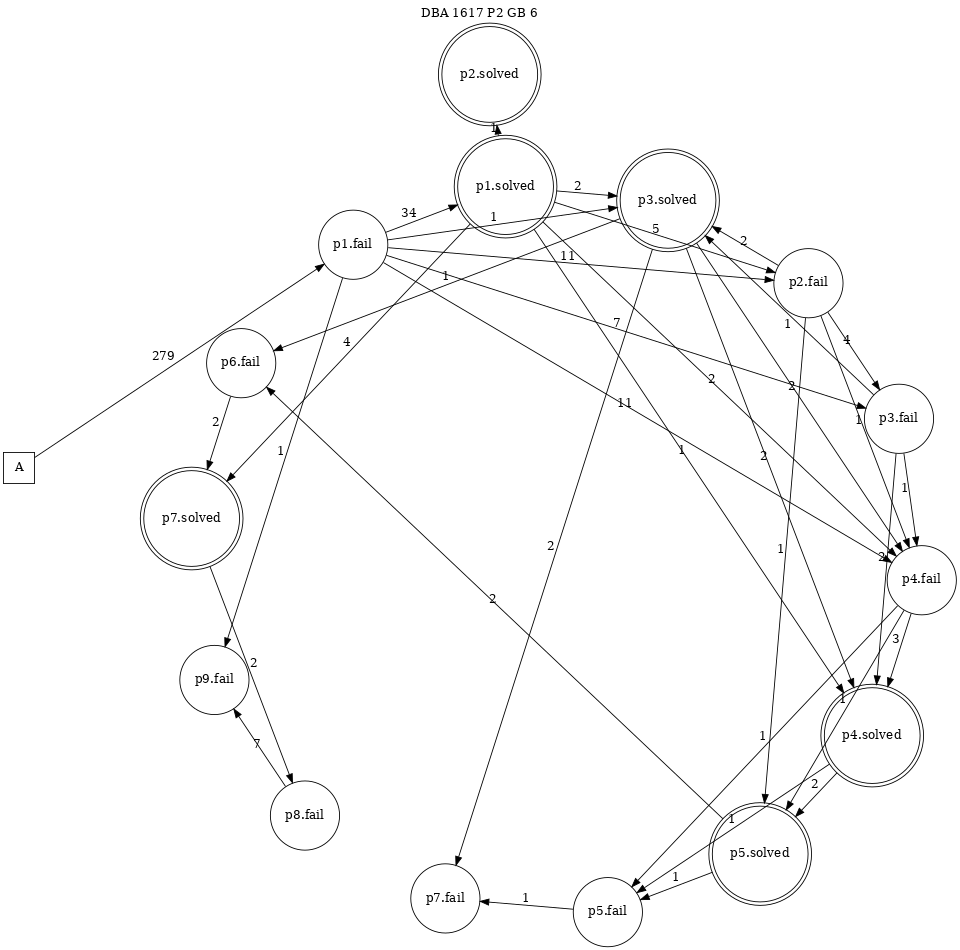 DBA 1617 P2 GB 6
p2.solved
1
p1.solved
2
p3.solved
34
1
5
2
p1.fail
11
p2.fail
1
7
1
279
4
4
p6.fail
2
2
11
1
p3.fail
2
1
1
2
A
1
p7.solved
2
1
2
1
p4.fail
2
3
2
p9.fail
1
7
1
p4.solved
2
p8.fail
1
p5.solved
1
1
p7.fail
p5.fail